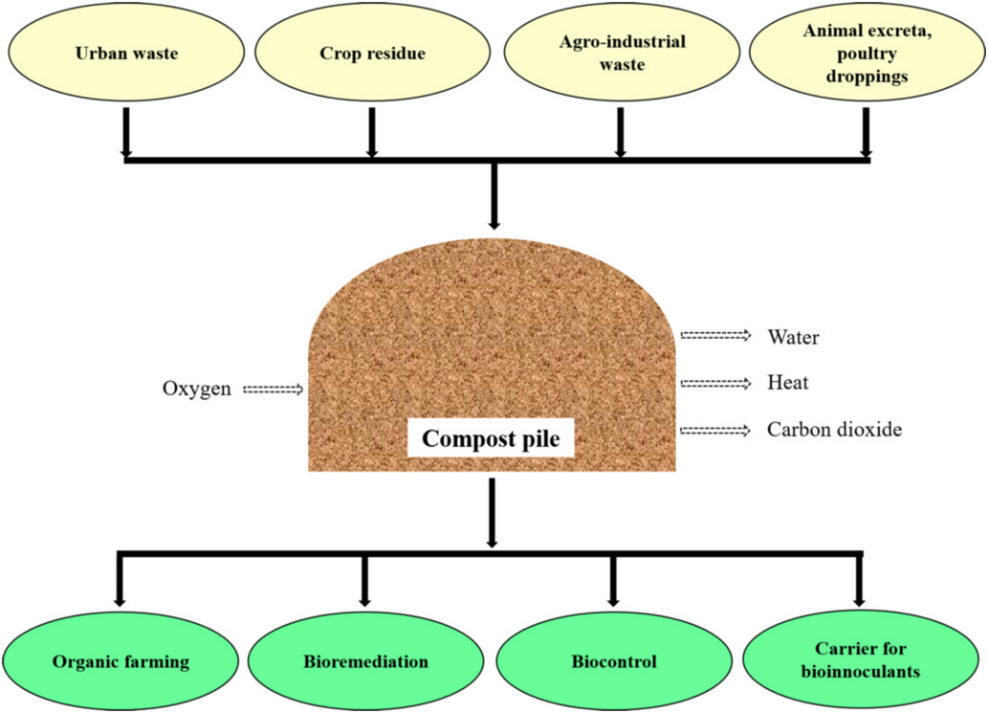 Urban waste
Crop residue
Agro-industrial
waste
Animal excreta,
poultry
droppings
Oxygen
Water
Heat
Carbon dioxide
Compost pile
Organic farming
Bioremediation
Biocontrol
Carrier for
bioinnoculants